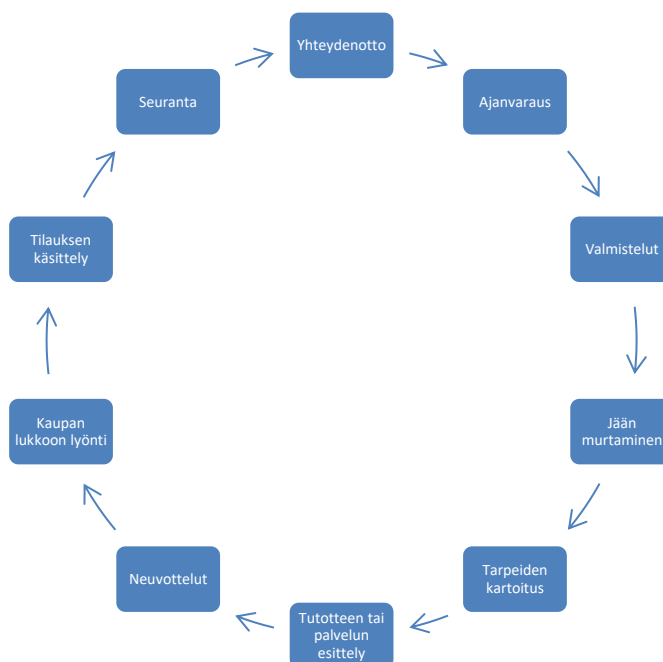 Yhteydenotto
Ajanvaraus
Valmistelut
Jään
murtaminen
Tarpeiden
kartoitus
Tutotteen tai
palvelun
esittely
Neuvottelut
Kaupan
lukkoon lyönti
Tilauksen
käsittely
Seuranta